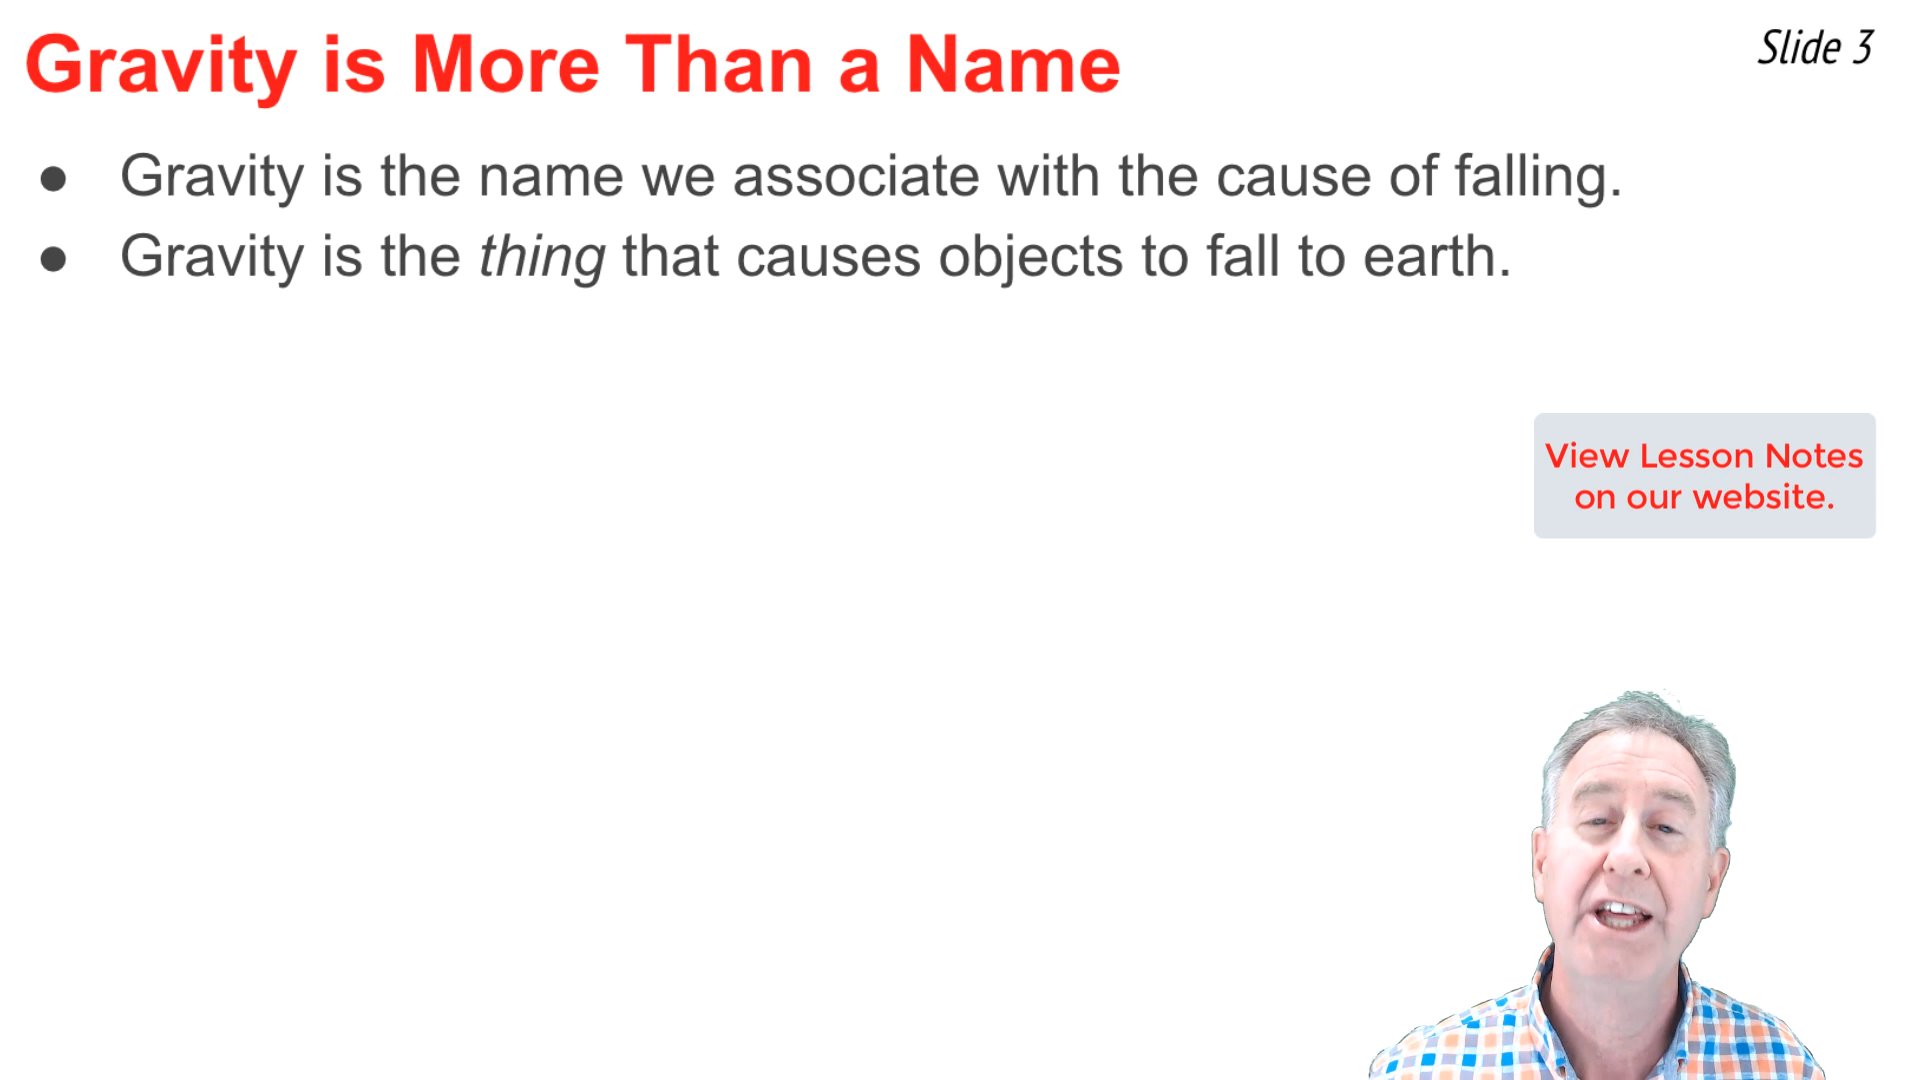 Gravity is More Than a Name
Slide 3
● Gravity is the name we associate with the cause of falling.
● Gravity is the thing that causes objects to fall to earth.
View Lesson Notes
on our website.